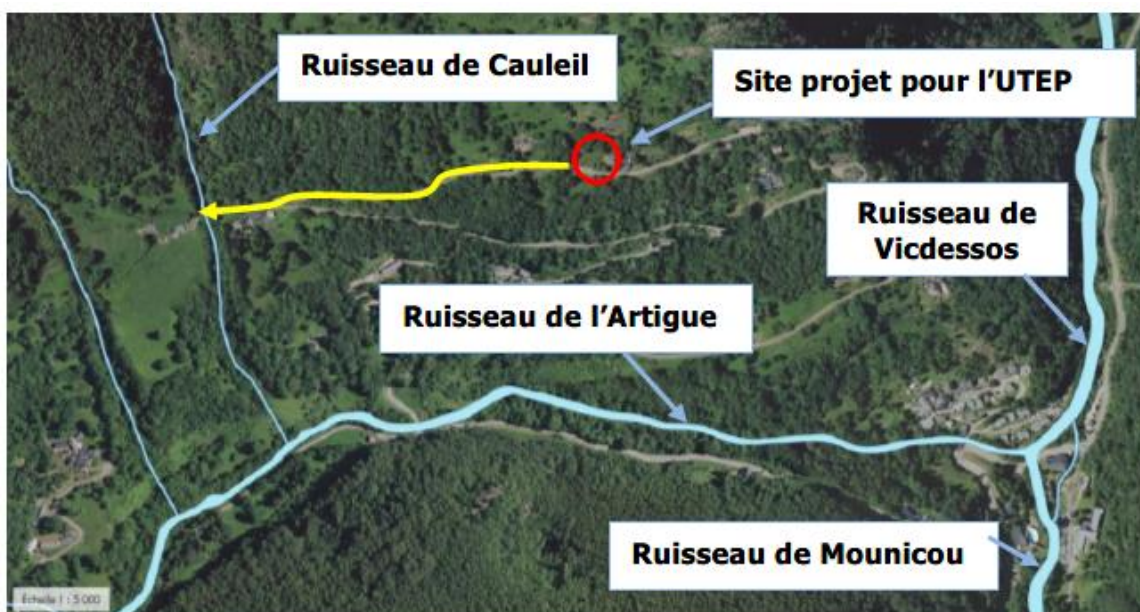 Ruisseau de Cauleil
Site projet pour l'UTEP
Ruisseau de
Vicdessos
Ruisseau de l'Artigue
Ruisseau de Mounicou
Échelle 1 : 5 000